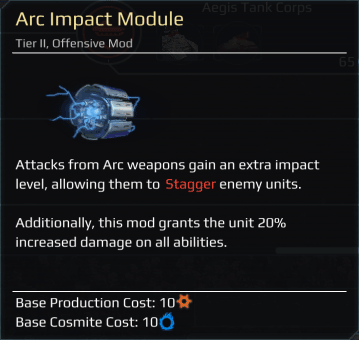 Arc Impact Module
Aegis Tank Corps
Tier II, Offensive Mod
65
Attacks from Arc weapons gain an extra impact
level, allowing them to Stagger enemy units.
Additionally, this mod grants the unit 20%
increased damage on all abilities.
Base Production Cost: 10
Base Cosmite Cost: 10